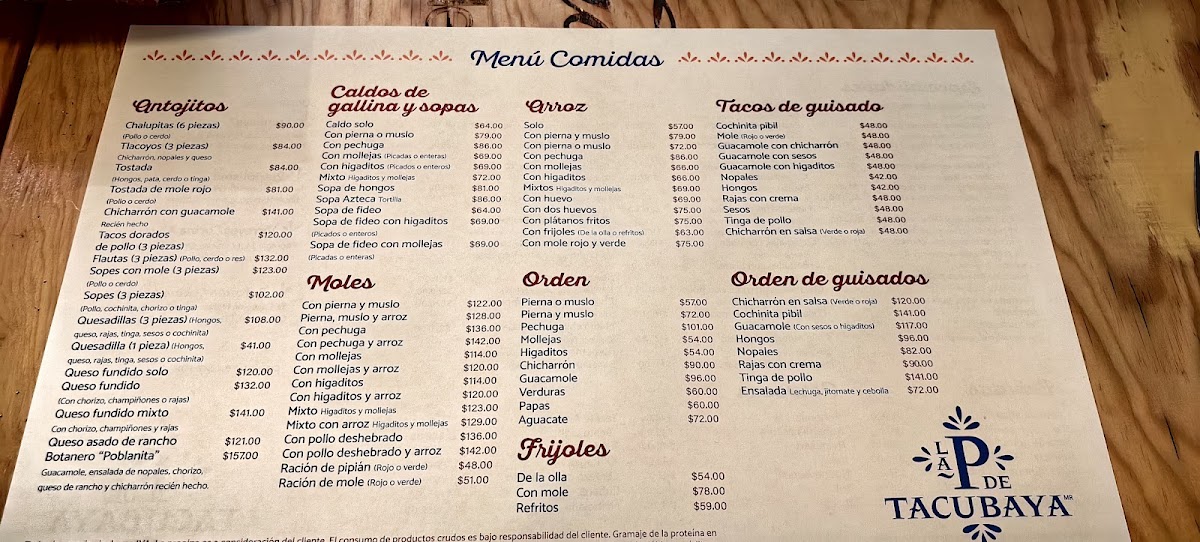 Menú Comidas
Antojitos
Chalupitas (6 piezas) $90.00
(Pollo o cerdo)
Tlacoyos (3 piezas) $84.00
Chicharrón, nopales y queso
Tostada $84.00
(Hongos, pata, cerdo o tinga)
Tostada de mole rojo $81.00
(Pollo o cerdo)
Chicharrón con guacamole $141.00
Recién hecho
Tacos dorados $120.00
de pollo (3 piezas)
Flautas (3 piezas) (Pollo, cerdo o res) $132.00
Sopes con mole (3 piezas) $123.00
(Pollo o cerdo)
Sopes (3 piezas) $102.00
(Pollo, cochinita, chorizo o tinga)
Quesadillas (3 piezas) (Hongos, $108.00
queso, rajas, tinga, sesos o cochinita)
Quesadilla (1 pieza) (Hongos, $41.00
queso, rajas, tinga, sesos o cochinita)
Queso fundido solo $120.00
Queso fundido $132.00
(Con chorizo, champiñones o rajas)
Queso fundido mixto $141.00
Con chorizo, champiñones y rajas
Queso asado de rancho $121.00
Botanero "Poblanita" $157.00
Guacamole, ensalada de nopales, chorizo,
queso de rancho y chicharrón recién hecho.
Caldos de
gallina y sopas
Caldo solo $64.00
Con pierna o muslo $79.00
Con pechuga $86.00
Con mollejas (Picadas o enteras) $69.00
Con higaditos (Picados o enteros) $69.00
Mixto Higaditos y mollejas $72.00
Sopa de hongos $81.00
Sopa Azteca Tortilla $86.00
Sopa de fideo $64.00
Sopa de fideo con higaditos $69.00
(Picados o enteros)
Sopa de fideo con mollejas $69.00
(Picadas o enteras)
Moles
Con pierna y muslo $122.00
Pierna, muslo y arroz $128.00
Con pechuga $136.00
Con pechuga y arroz $142.00
Con mollejas $114.00
Con mollejas y arroz $120.00
Con higaditos $114.00
Con higaditos y arroz $120.00
Mixto Higaditos y mollejas $123.00
Mixto con arroz Higaditos y mollejas $129.00
Con pollo deshebrado $136.00
Con pollo deshebrado y arroz $142.00
Ración de pipián (Rojo o verde) $48.00
Ración de mole (Rojo o verde) $51.00
Arroz
Solo $57.00
Con pierna y muslo $79.00
Con pierna o muslo $72.00
Con pechuga $86.00
Con mollejas $66.00
Con higaditos $66.00
Mixtos Higaditos y mollejas $69.00
Con huevo $69.00
Con dos huevos $75.00
Con plátanos fritos $75.00
Con frijoles (De la olla o refritos) $63.00
Con mole rojo y verde $75.00
Orden
Pierna o muslo $57.00
Pierna y muslo $72.00
Pechuga $101.00
Mollejas $54.00
Higaditos $54.00
Chicharrón $90.00
Guacamole $96.00
Verduras $60.00
Papas $60.00
Aguacate $72.00
Frijoles
De la olla $54.00
Con mole $78.00
Refritos $59.00
Tacos de guisado
Cochinita pibil $48.00
Mole (Rojo o verde) $48.00
Guacamole con chicharrón $48.00
Guacamole con sesos $48.00
Guacamole con higaditos $48.00
Nopales $42.00
Hongos $42.00
Rajas con crema $48.00
Sesos $48.00
Tinga de pollo $48.00
Chicharrón en salsa (Verde o roja) $48.00
Orden de guisados
Chicharrón en salsa (Verde o roja) $120.00
Cochinita pibil $141.00
Guacamole (Con sesos o higaditos) $117.00
Hongos $96.00
Nopales $82.00
Rajas con crema $90.00
Tinga de pollo $141.00
Ensalada Lechuga, jitomate y cebolla $72.00
LA P DE
TACUBAYA MR
consideración del cliente. El consumo de productos crudos es bajo responsabilidad del cliente. Gramaje de la proteína en